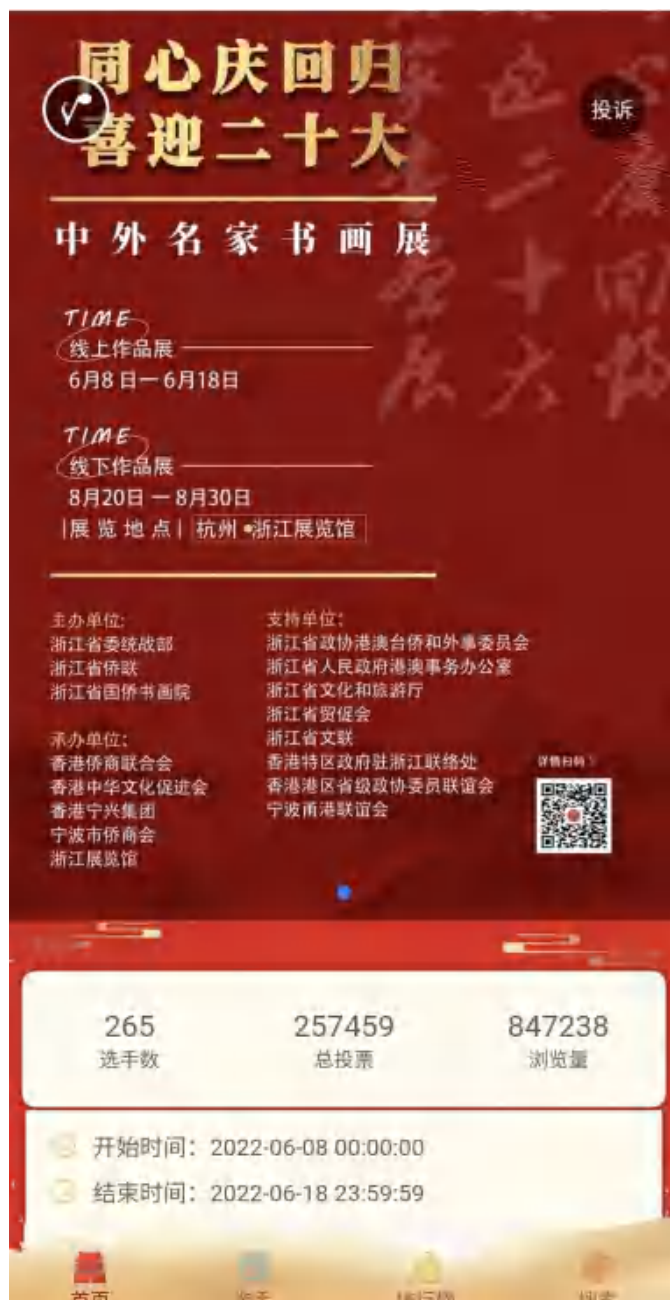 同心庆回归
喜迎二十大
投诉
中外名家书画展
TIME
线上作品展
6月8日—6月18日
TIME
线下作品展
8月20日—8月30日
|展览地点| 杭州•浙江展览馆
主办单位:
浙江省委统战部
浙江省侨联
浙江省国侨书画院
承办单位:
香港侨商联合会
香港中华文化促进会
香港宁兴集团
宁波市侨商会
浙江展览馆
支持单位:
浙江省政协港澳台侨和外事委员会
浙江省人民政府港澳事务办公室
浙江省文化和旅游厅
浙江省贸促会
浙江省文联
香港特区政府驻浙江联络处
香港港区省级政协委员联谊会
宁波甬港联谊会
详情扫码
265
选手数
257459
总投票
847238
浏览量
开始时间：2022-06-08 00:00:00
结束时间：2022-06-18 23:59:59
首页